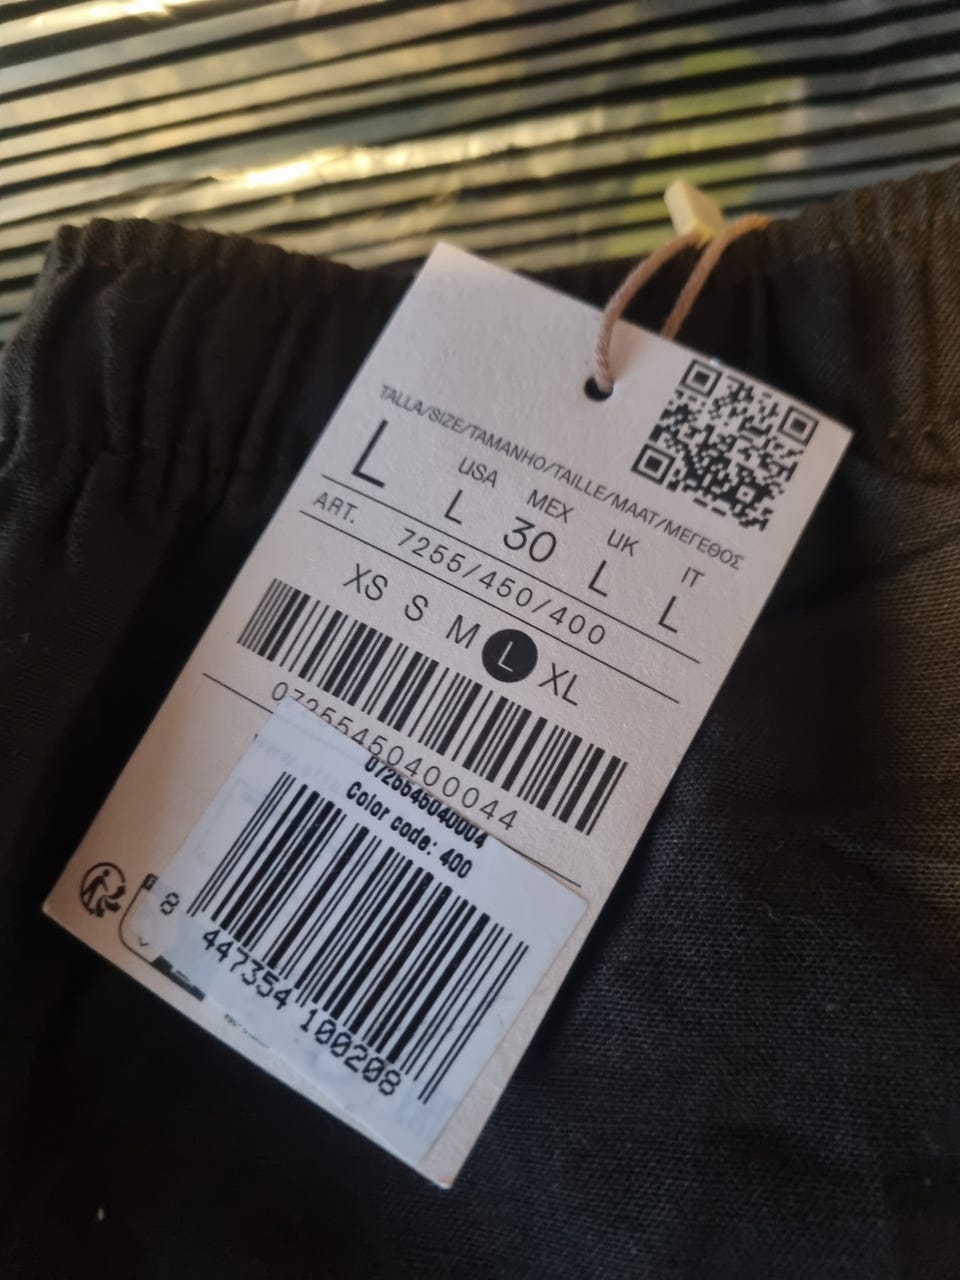 TALLA/SIZE/TAMANHO/TAILLE/MAAT/ΜΕΓΕΘΟΣ
L
USA MEX UK IT
L 30 L L
ART. 7255/450/400
XS S M L XL
07255450400044
0725545040004
Color code: 400
8 447354 100208